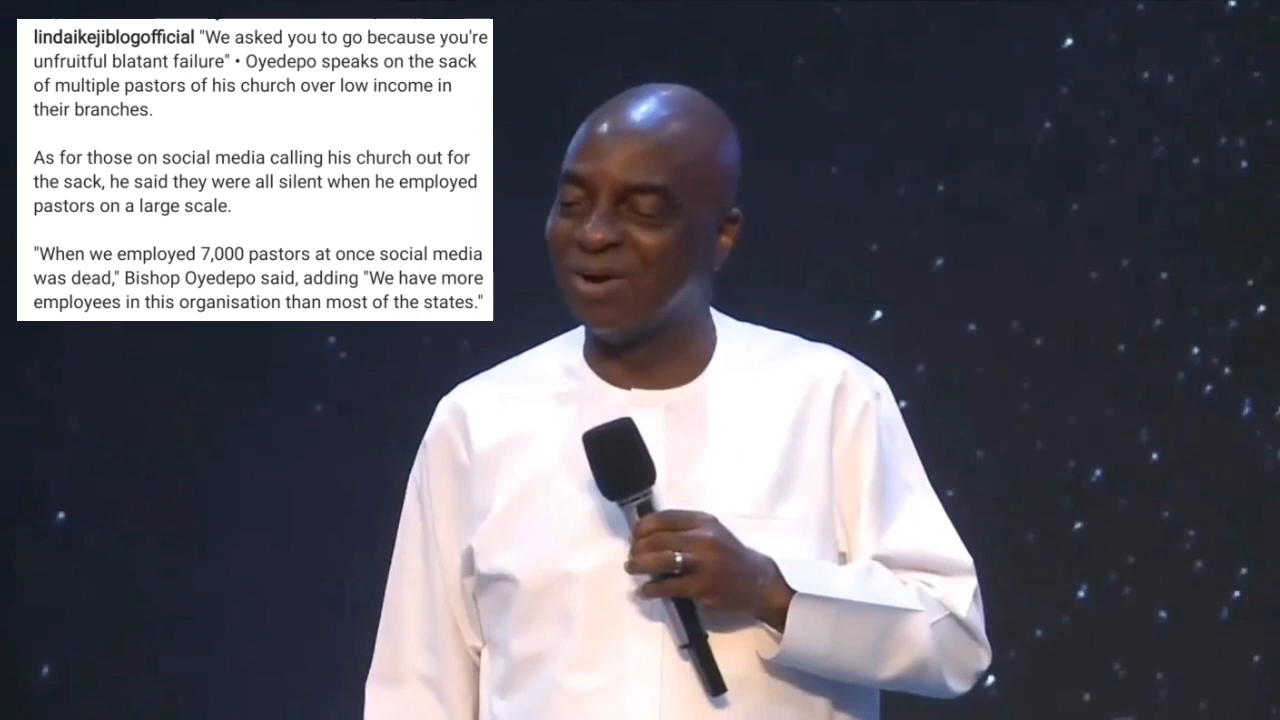 lindaikejiblogofficial "We asked you to go because you're
unfruitful blatant failure" • Oyedepo speaks on the sack
of multiple pastors of his church over low income in
their branches.
As for those on social media calling his church out for
the sack, he said they were all silent when he employed
pastors on a large scale.
"When we employed 7,000 pastors at once social media
was dead," Bishop Oyedepo said, adding "We have more
employees in this organisation than most of the states."